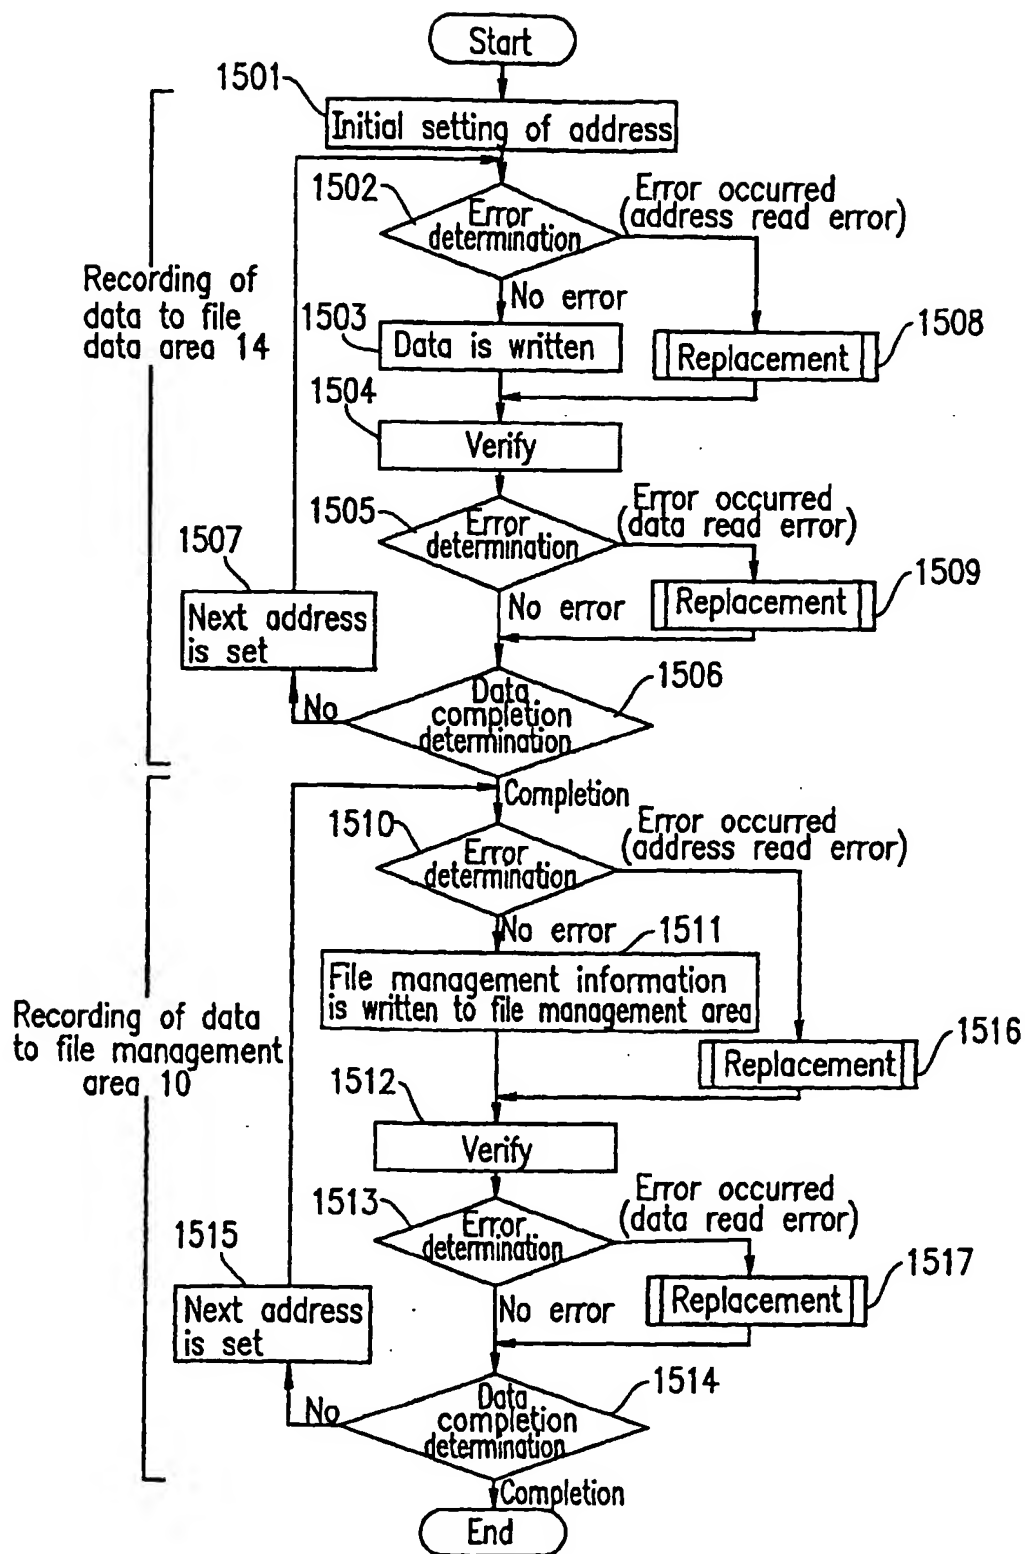 Start
1501
Initial setting of address
1502
Error
determination
Error occurred
(address read error)
Recording of
data to file
data area 14
No error
1503
Data is written
1508
Replacement
1504
Verify
1505
Error
determination
Error occurred
(data read error)
1507
Next address
is set
No error
1509
Replacement
1506
No
Data
completion
determination
Completion
1510
Error
determination
Error occurred
(address read error)
No error
1511
File management information
is written to file management area
Recording of data
to file management
area 10
1516
Replacement
1512
Verify
1513
Error
determination
Error occurred
(data read error)
1515
Next address
is set
No error
1517
Replacement
1514
No
Data
completion
determination
Completion
End